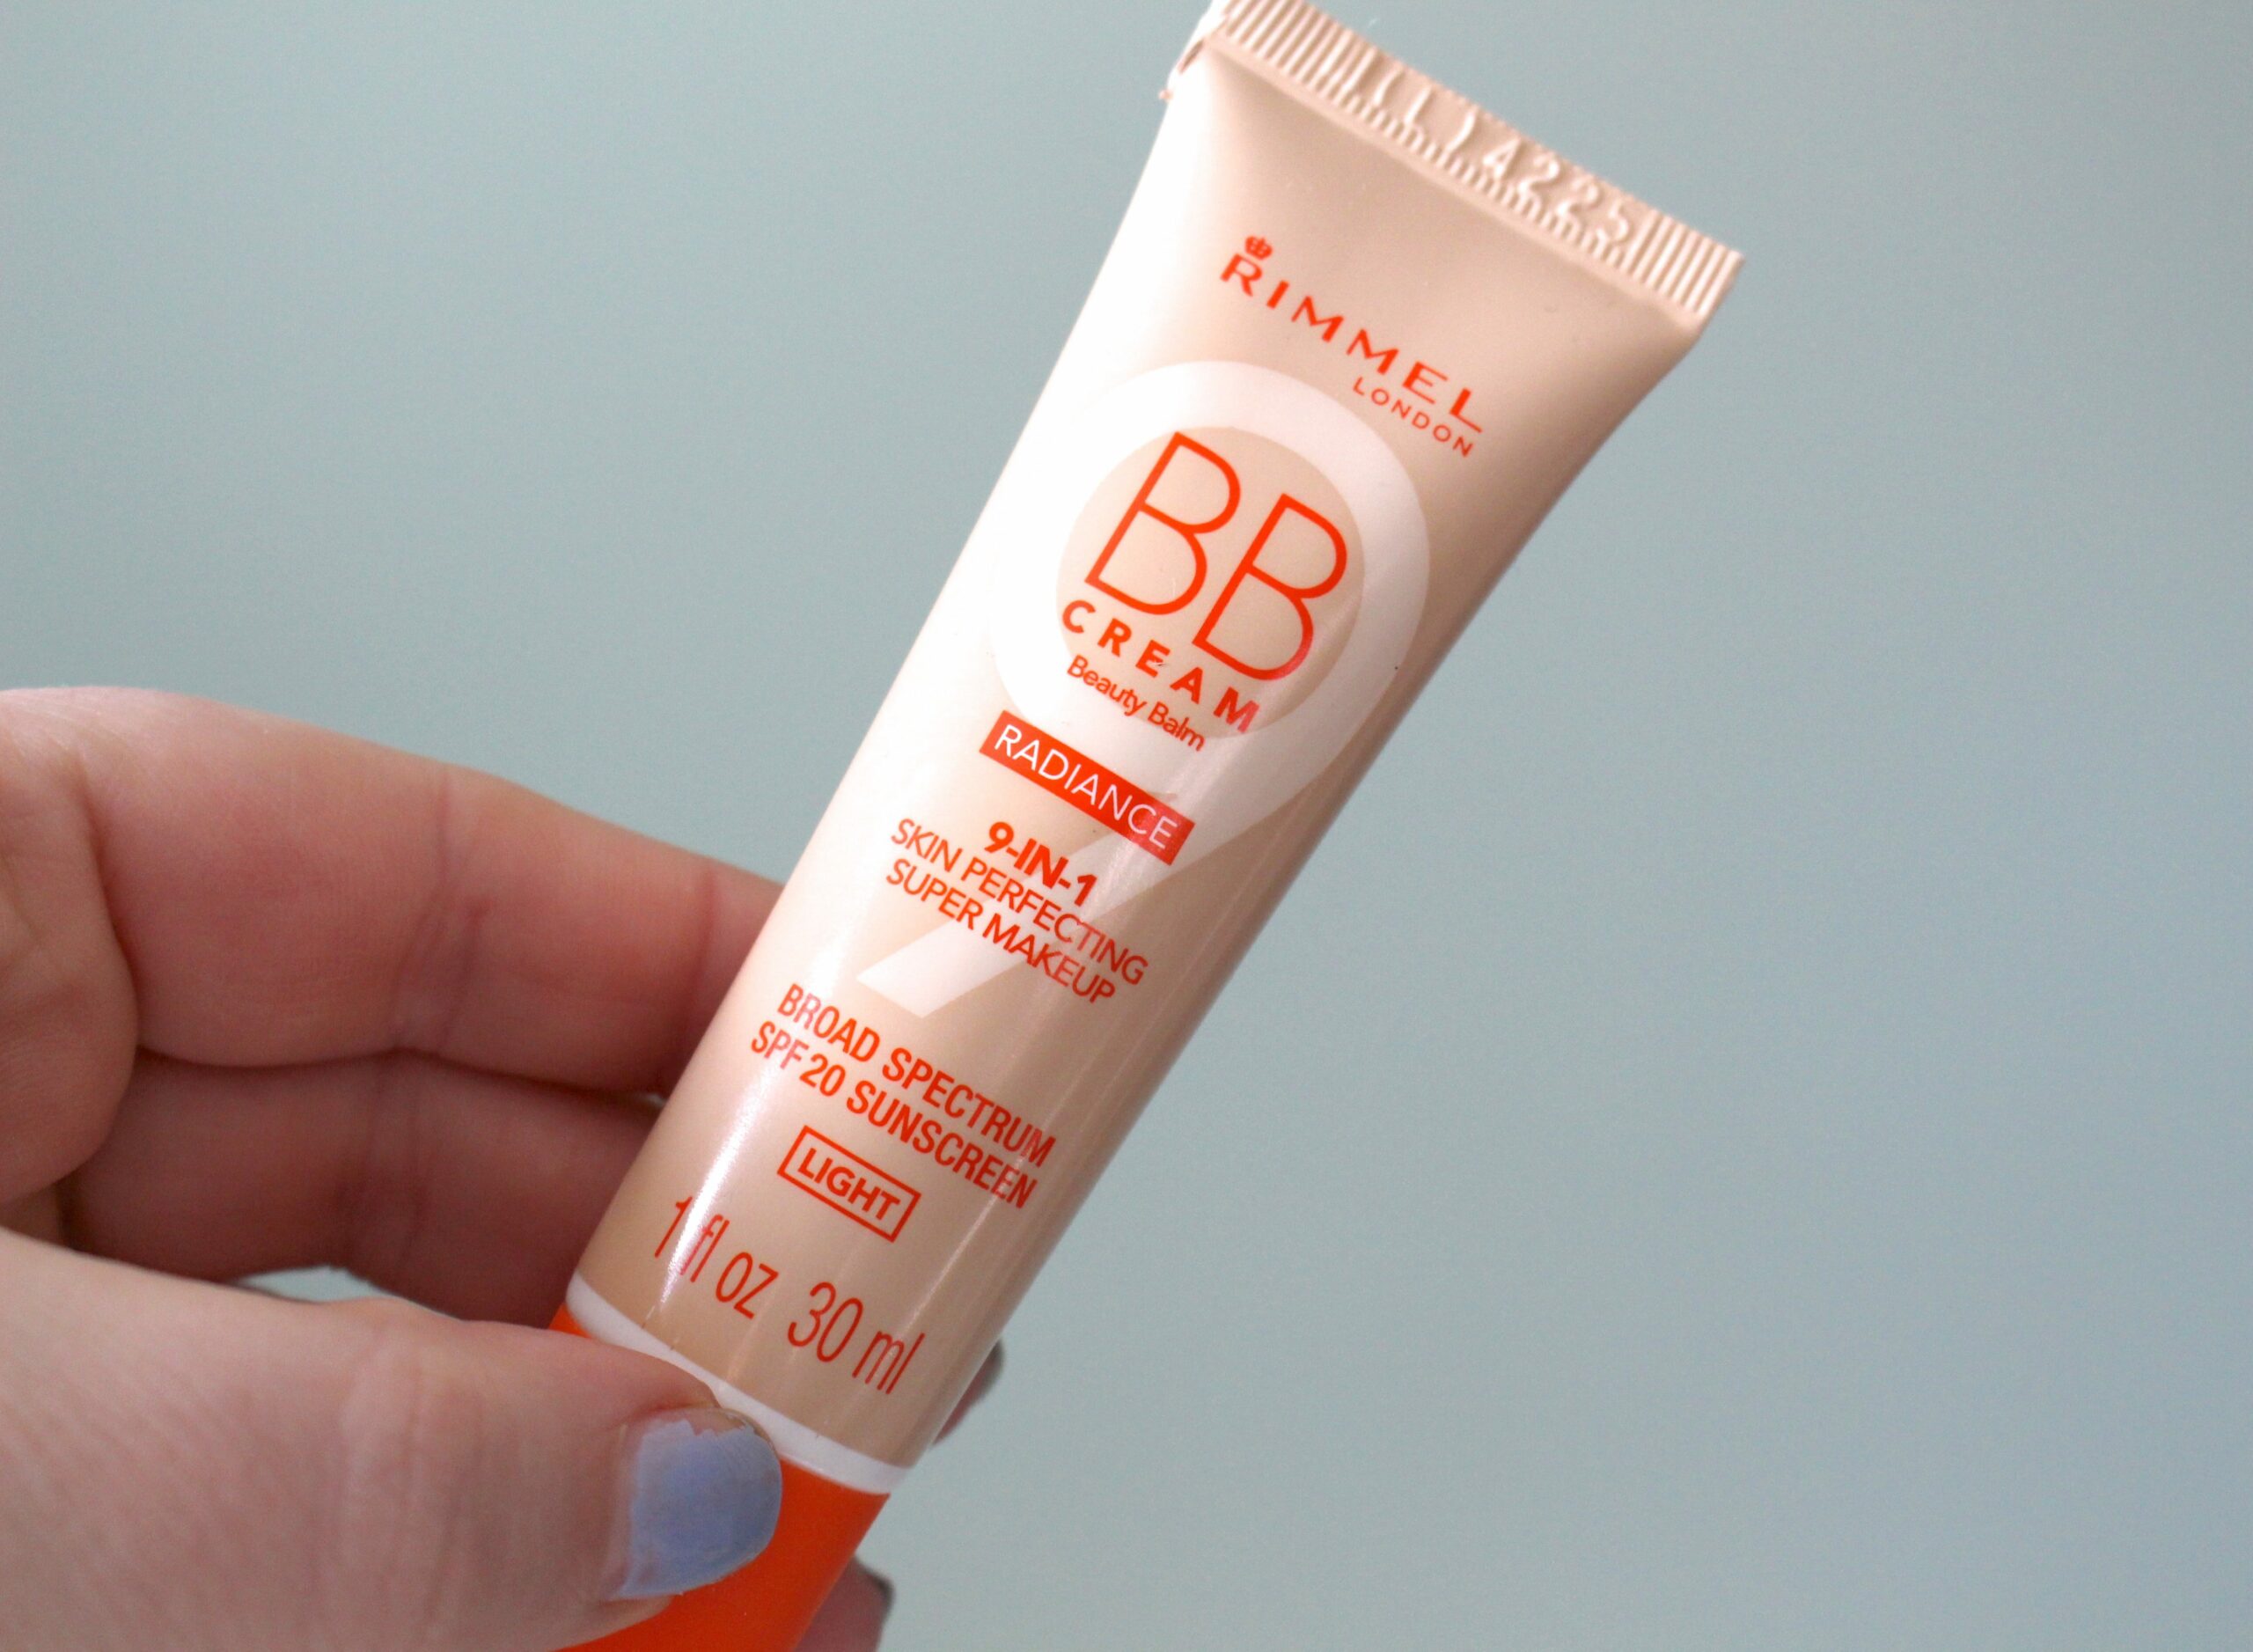 RIMMEL
LONDON
BB
CREAM
Beauty Balm
RADIANCE
9-IN-1
SKIN PERFECTING
SUPER MAKEUP
BROAD SPECTRUM
SPF 20 SUNSCREEN
LIGHT
1 fl oz 30 ml